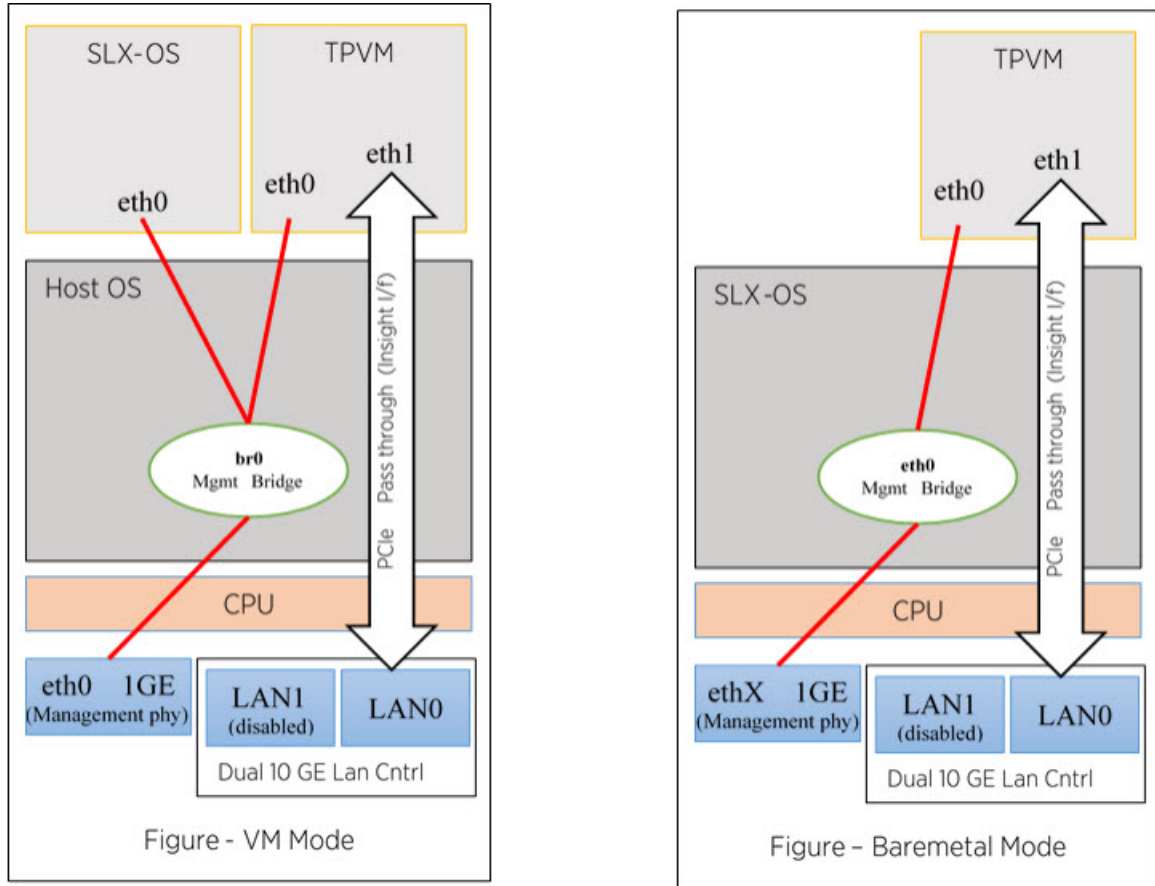 SLX-OS
TPVM
eth1
eth0
eth0
Host OS
PCIe Pass through (Insight I/f)
br0
Mgmt Bridge
CPU
eth0 1GE
(Management phy)
LAN1
(disabled)
LAN0
Dual 10 GE Lan Cntrl
Figure - VM Mode
TPVM
eth1
eth0
SLX-OS
PCIe Pass through (Insight I/f)
eth0
Mgmt Bridge
CPU
ethX 1GE
(Management phy)
LAN1
(disabled)
LAN0
Dual 10 GE Lan Cntrl
Figure – Baremetal Mode